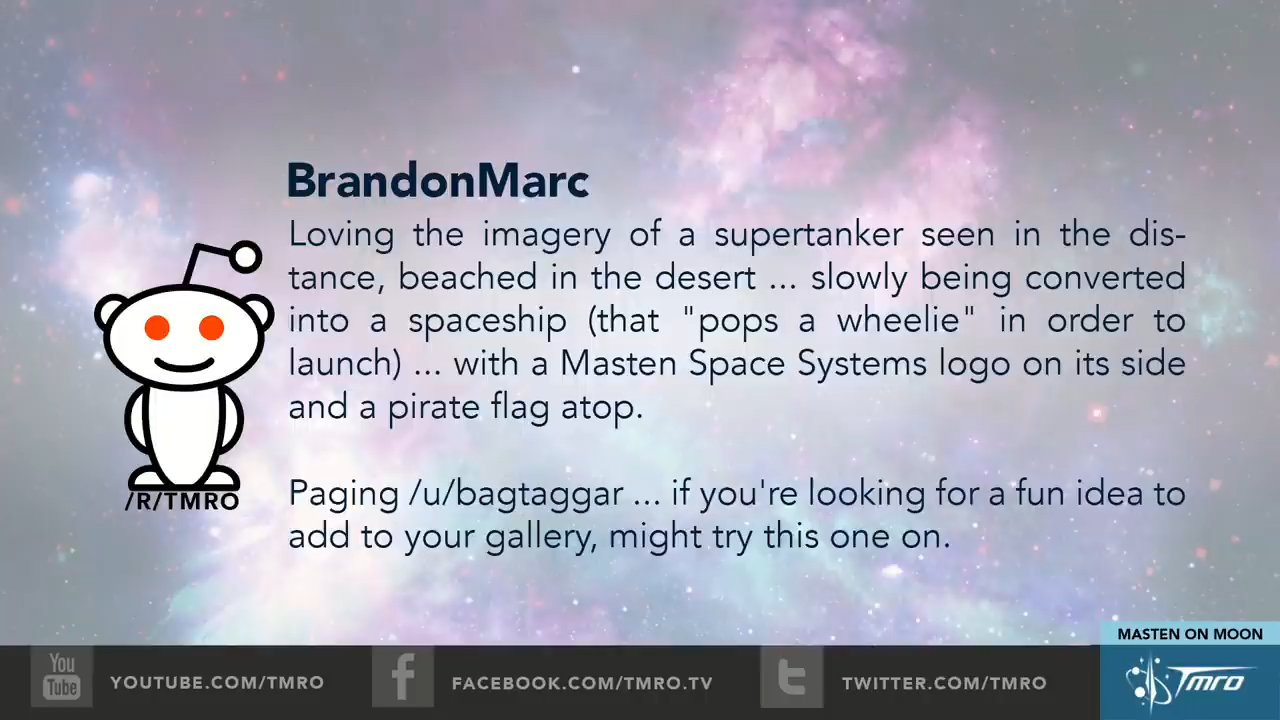 BrandonMarc
Loving the imagery of a supertanker seen in the dis-
tance, beached in the desert ... slowly being converted
into a spaceship (that "pops a wheelie" in order to
launch) ... with a Masten Space Systems logo on its side
and a pirate flag atop.
Paging /u/bagtaggar ... if you're looking for a fun idea to
add to your gallery, might try this one on.
/R/TMRO
MASTEN ON MOON
You
Tube
YOUTUBE.COM/TMRO
f
FACEBOOK.COM/TMRO.TV
t
TWITTER.COM/TMRO
Tmro